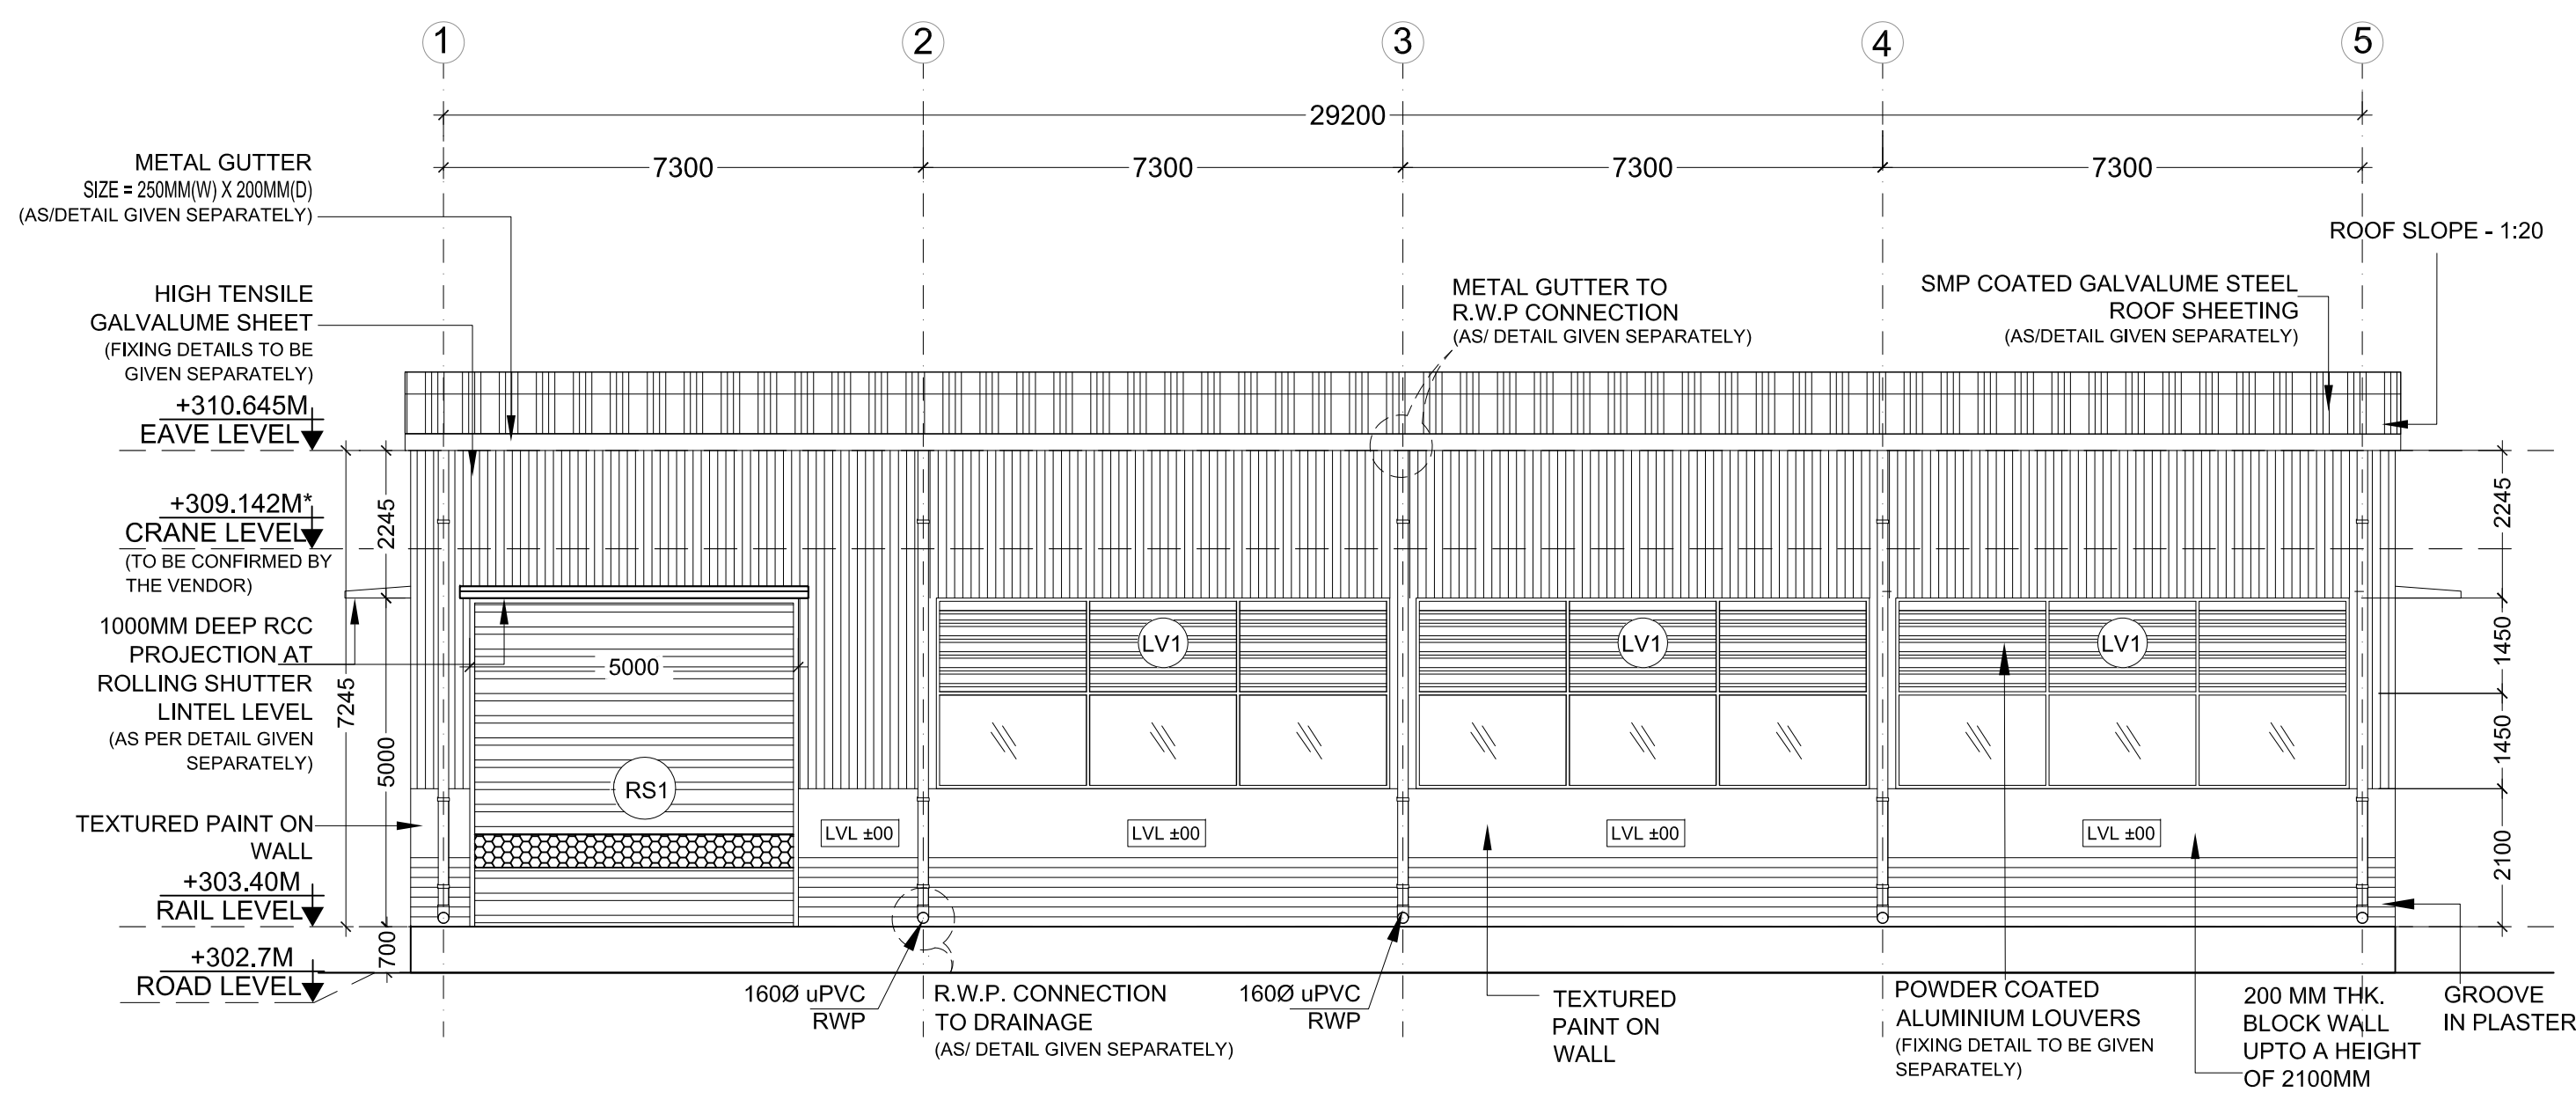 1
2
3
4
5
29200
7300
7300
7300
7300
METAL GUTTER
SIZE = 250MM(W) X 200MM(D)
(AS/DETAIL GIVEN SEPARATELY)
ROOF SLOPE - 1:20
HIGH TENSILE
GALVALUME SHEET
(FIXING DETAILS TO BE
GIVEN SEPARATELY)
METAL GUTTER TO
R.W.P CONNECTION
(AS/ DETAIL GIVEN SEPARATELY)
SMP COATED GALVALUME STEEL
ROOF SHEETING
(AS/DETAIL GIVEN SEPARATELY)
+310.645M
EAVE LEVEL
+309.142M*
CRANE LEVEL
(TO BE CONFIRMED BY
THE VENDOR)
2245
2245
1000MM DEEP RCC
PROJECTION AT
ROLLING SHUTTER
LINTEL LEVEL
(AS PER DETAIL GIVEN
SEPARATELY)
7245
5000
5000
RS1
LV1
LV1
LV1
1450
1450
TEXTURED PAINT ON
WALL
LVL ±00
LVL ±00
LVL ±00
LVL ±00
2100
+303.40M
RAIL LEVEL
700
+302.7M
ROAD LEVEL
160Ø uPVC
RWP
R.W.P. CONNECTION
TO DRAINAGE
(AS/ DETAIL GIVEN SEPARATELY)
160Ø uPVC
RWP
TEXTURED
PAINT ON
WALL
POWDER COATED
ALUMINIUM LOUVERS
(FIXING DETAIL TO BE GIVEN
SEPARATELY)
200 MM THK.
BLOCK WALL
UPTO A HEIGHT
OF 2100MM
GROOVE
IN PLASTER